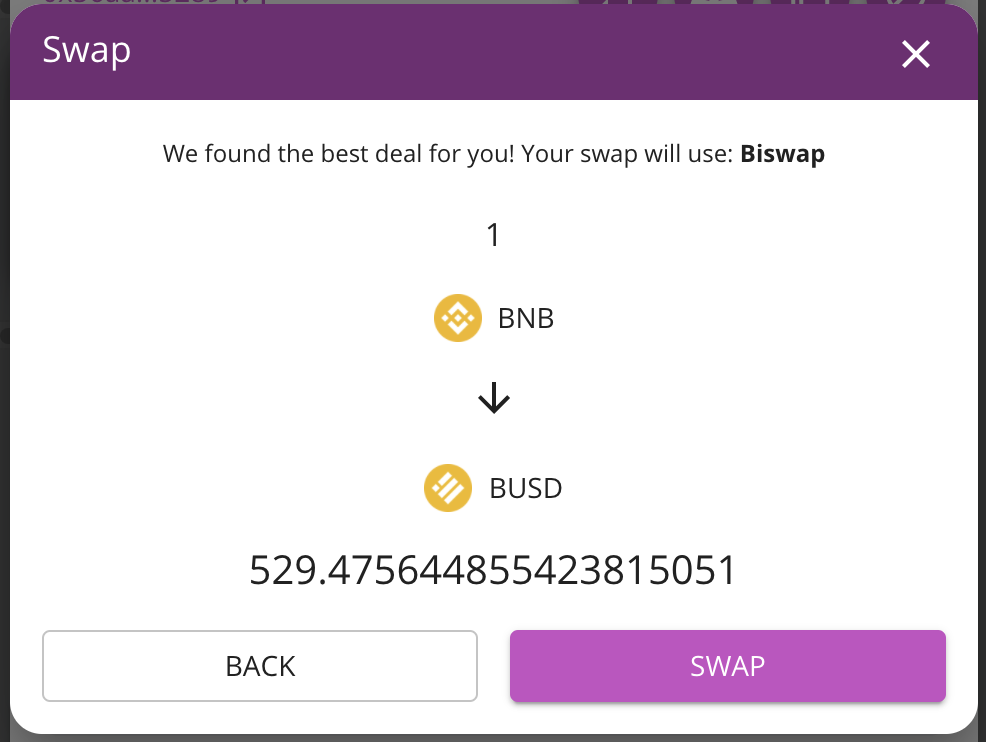 Swap
We found the best deal for you! Your swap will use: Biswap
1
BNB
BUSD
529.475644855423815051
BACK
SWAP